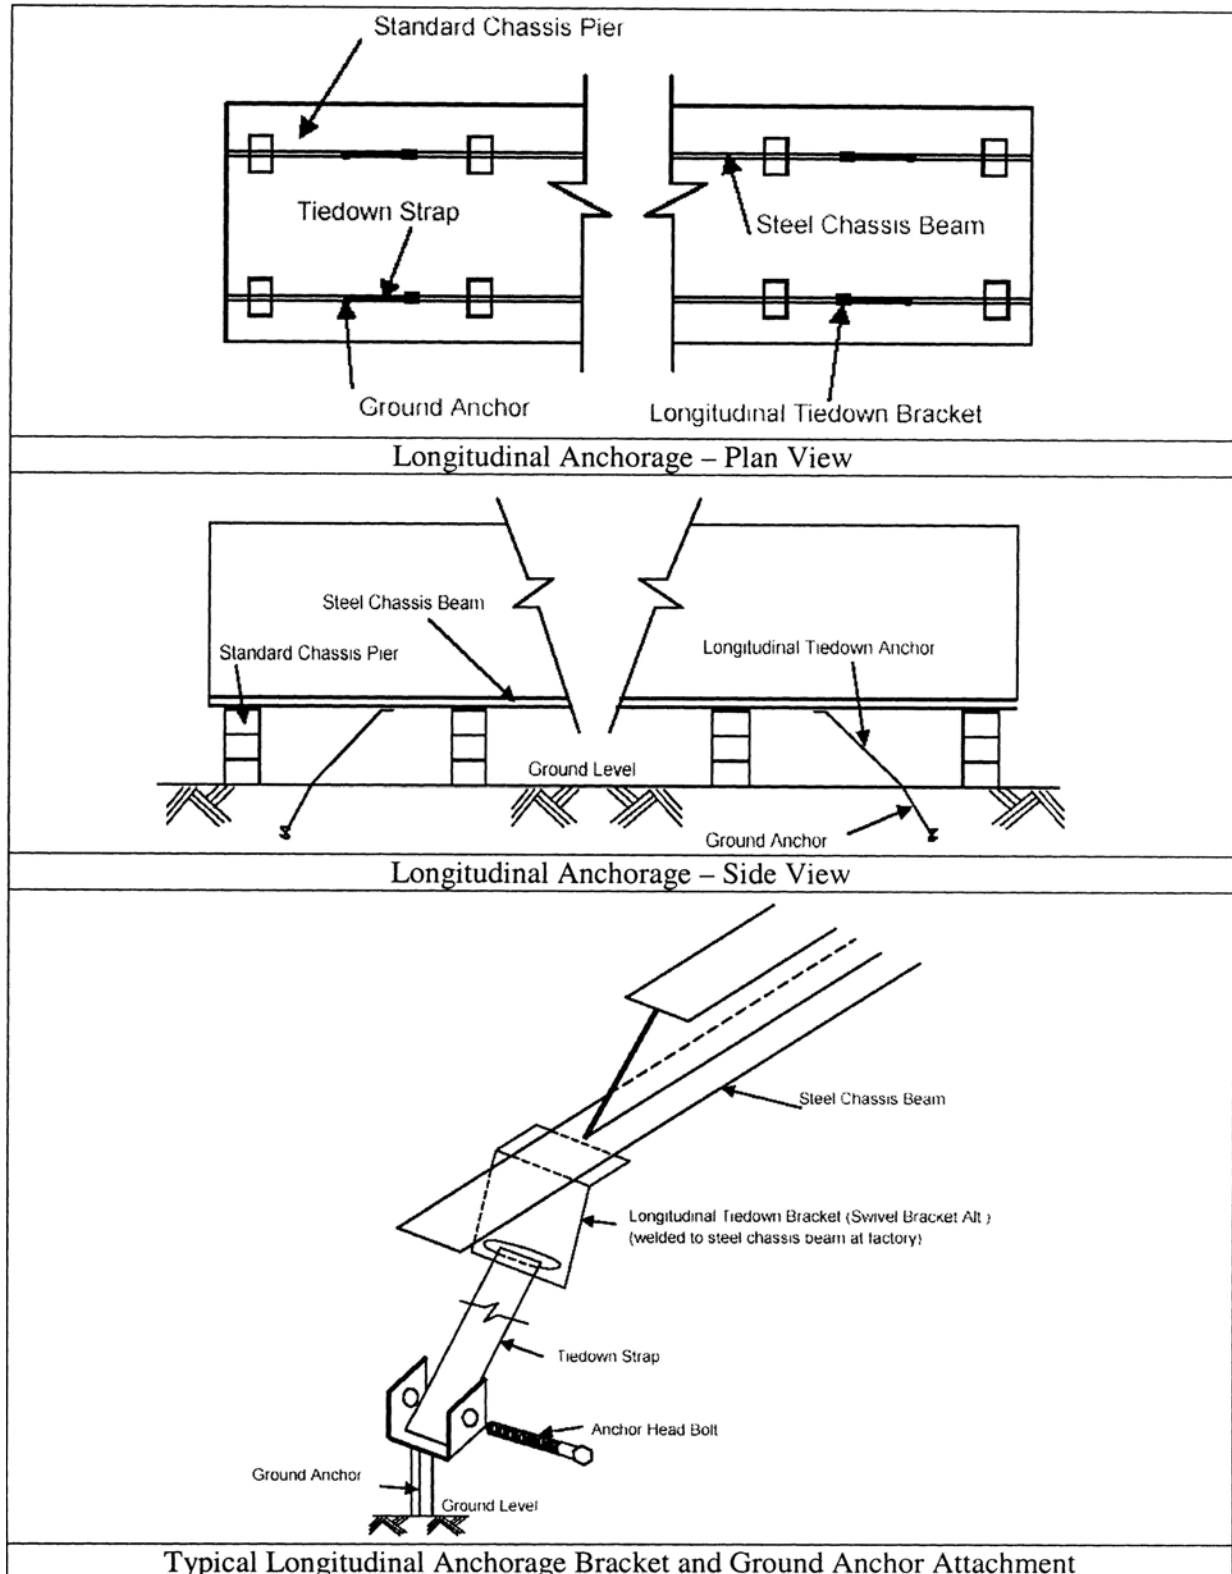 Standard Chassis Pier
Tiedown Strap
Steel Chassis Beam
Ground Anchor
Longitudinal Tiedown Bracket
Longitudinal Anchorage – Plan View
Steel Chassis Beam
Standard Chassis Pier
Longitudinal Tiedown Anchor
Ground Level
Ground Anchor
Longitudinal Anchorage – Side View
Steel Chassis Beam
Longitudinal Tiedown Bracket (Swivel Bracket Alt )
(welded to steel chassis beam at factory)
Tiedown Strap
Anchor Head Bolt
Ground Anchor
Ground Level
Typical Longitudinal Anchorage Bracket and Ground Anchor Attachment